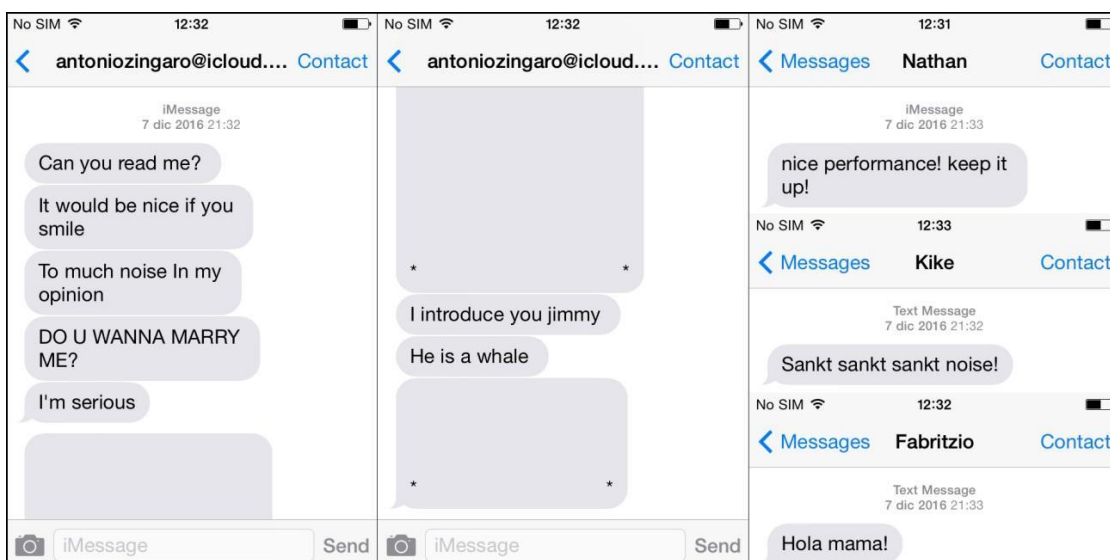 No SIM 12:32
antoniozingaro@icloud.... Contact
iMessage
7 dic 2016 21:32
Can you read me?
It would be nice if you
smile
To much noise In my
opinion
DO U WANNA MARRY
ME?
I'm serious
iMessage Send
No SIM 12:32
antoniozingaro@icloud.... Contact
* *
I introduce you jimmy
He is a whale
* *
iMessage Send
No SIM 12:31
Messages Nathan Contact
iMessage
7 dic 2016 21:33
nice performance! keep it
up!
No SIM 12:33
Messages Kike Contact
Text Message
7 dic 2016 21:32
Sankt sankt sankt noise!
No SIM 12:32
Messages Fabritzio Contact
Text Message
7 dic 2016 21:33
Hola mama!